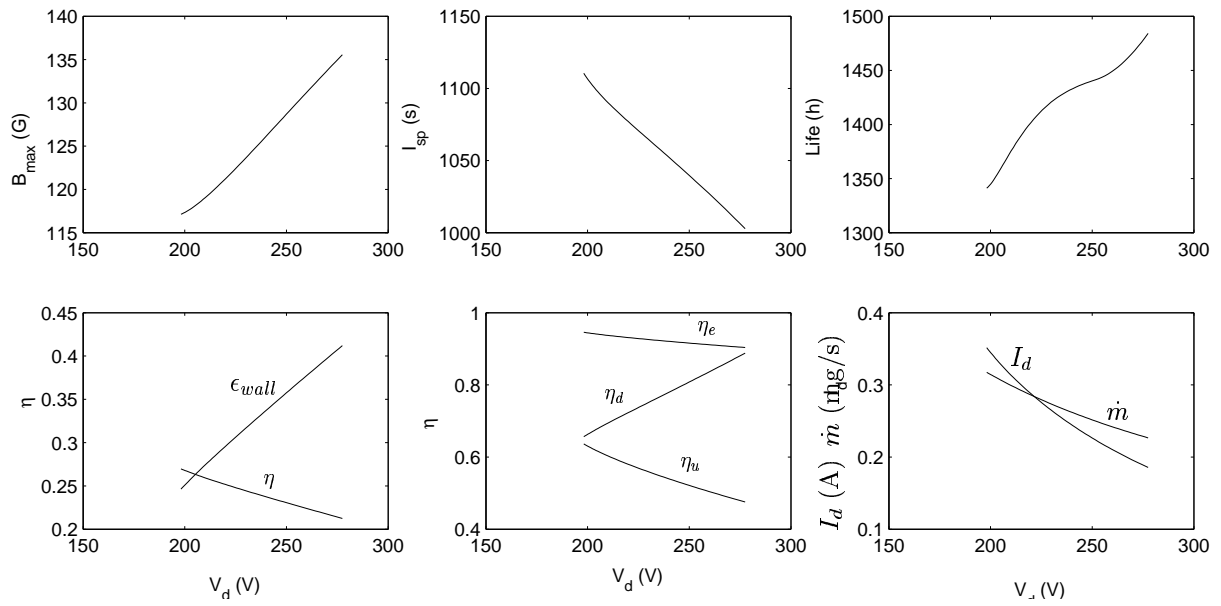 140
135
130
125
120
115
B_max (G)
150 200 250 300
1150
1100
1050
1000
I_sp (s)
150 200 250 300
1500
1450
1400
1350
1300
Life (h)
150 200 250 300
0.45
0.4
0.35
0.3
0.25
0.2
η
ϵ_wall
η
150 200 250 300
V_d (V)
1
0.8
0.6
0.4
η
η_e
η_d
η_u
150 200 250 300
V_d (V)
0.4
0.3
0.2
0.1
I_d (A) ṁ (mg/s)
I_d
ṁ
150 200 250 300
V_d (V)